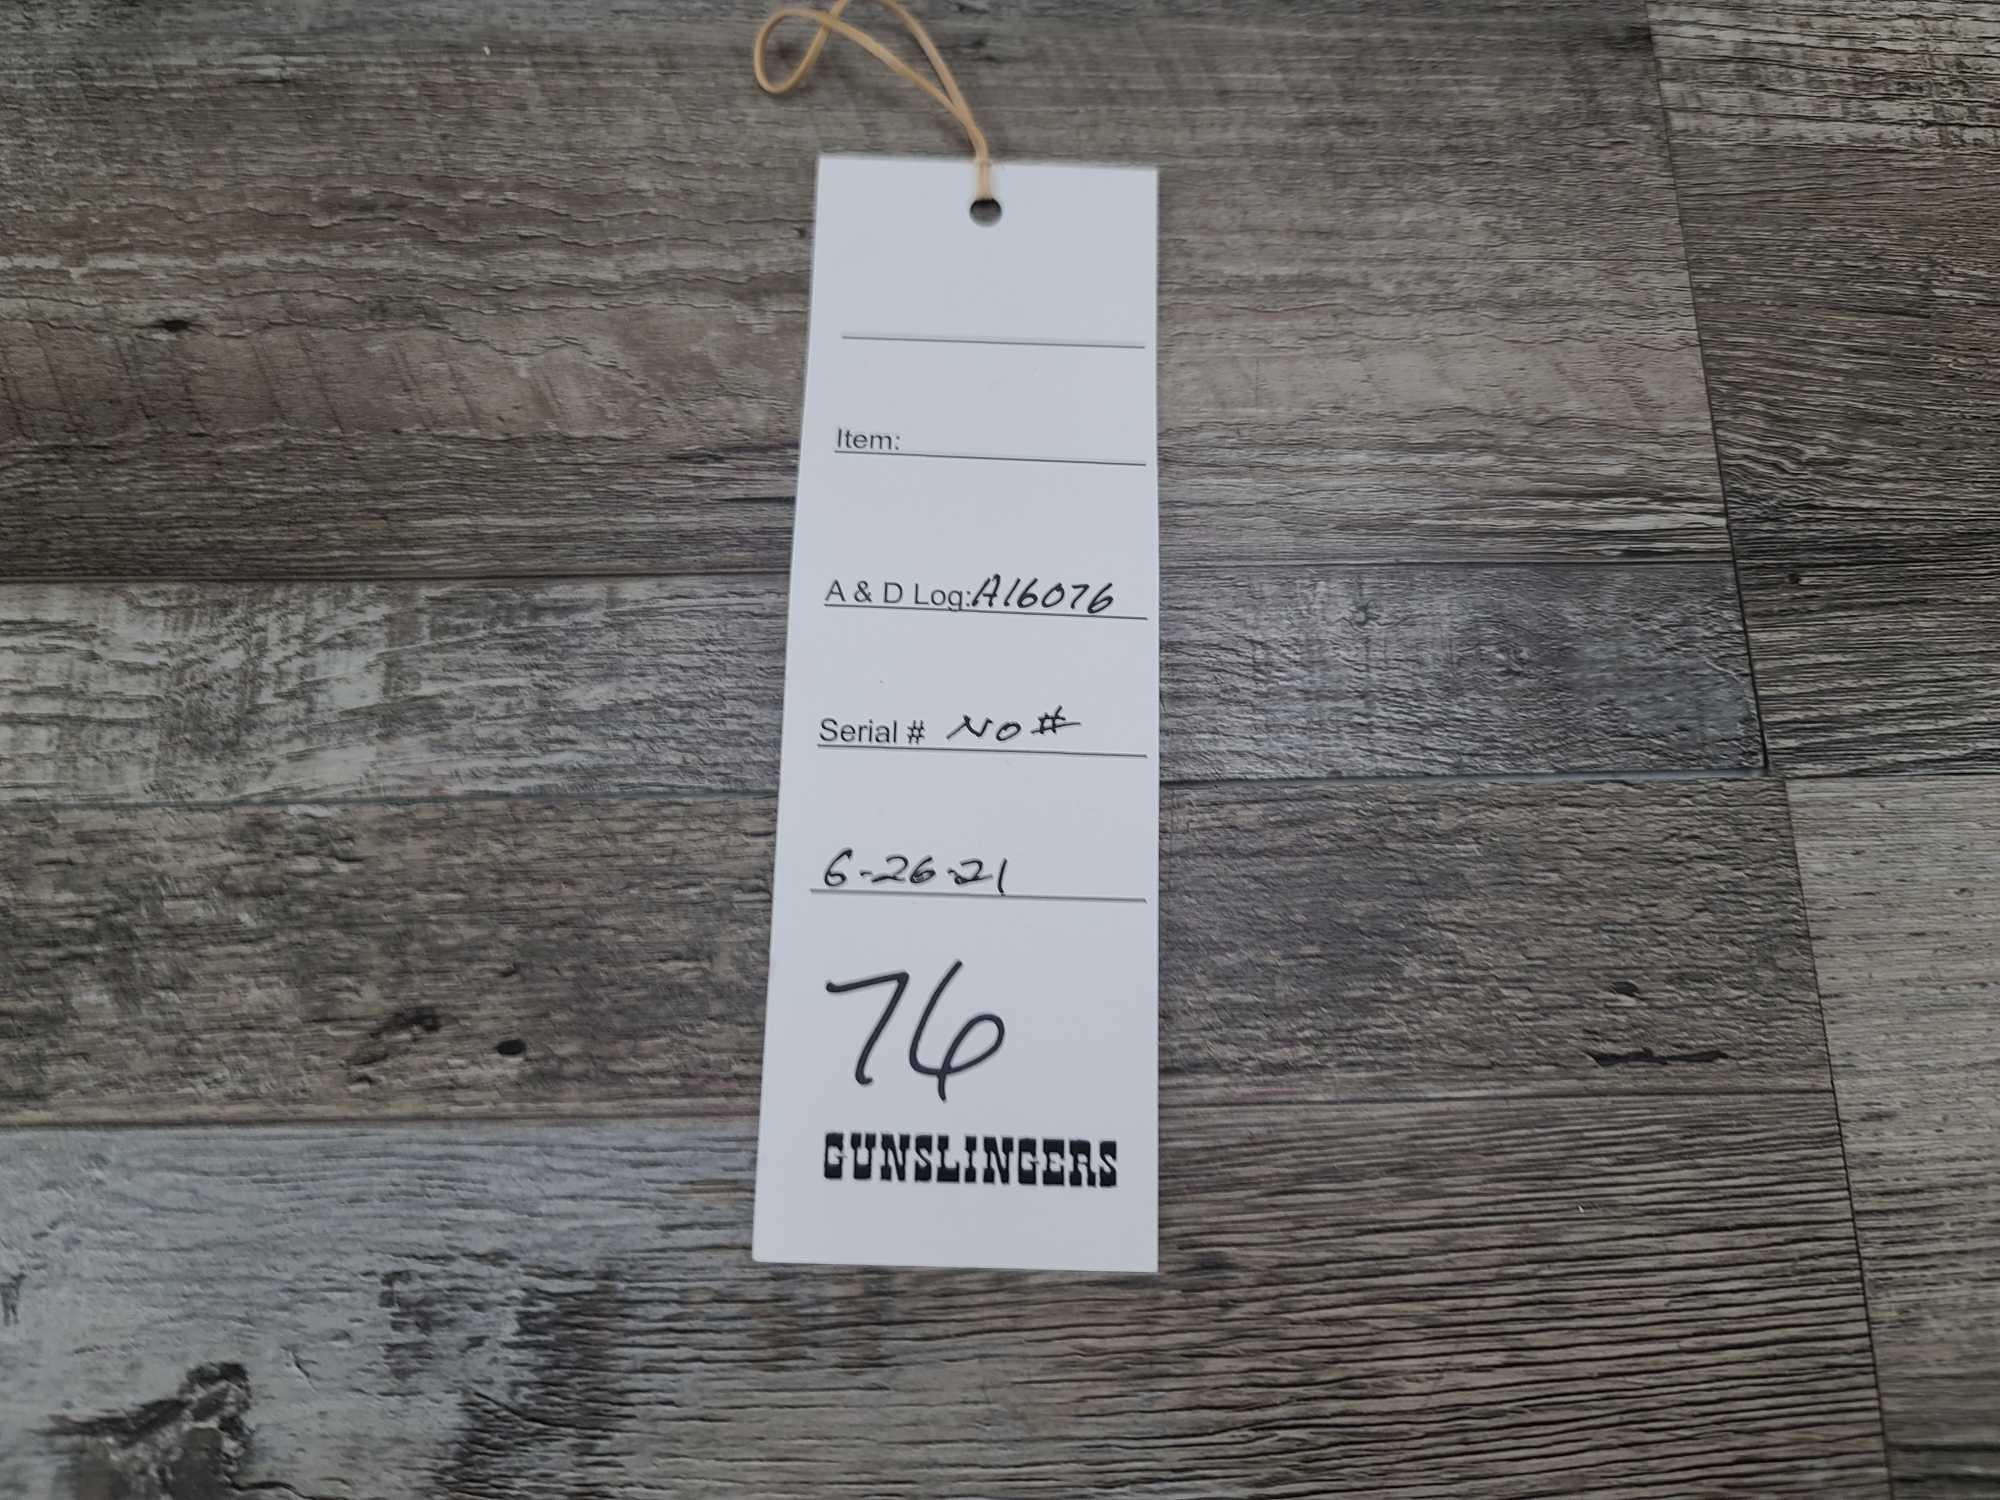 Item:
A & D Log: A16076
Serial # NO #
6-26-21
76
GUNSLINGERS